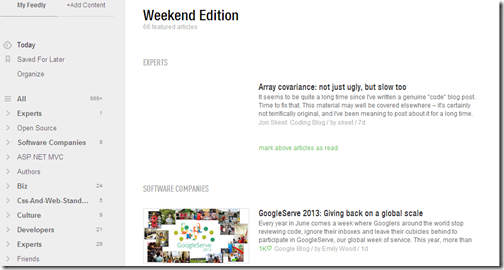 My Feedly
+Add Content
Today
Saved For Later
Organize
All 999+
Experts 1
Open Source
Software Companies 9
ASP.NET MVC
Authors
Biz 24
Css-And-Web-Stand...
Culture 9
Developers 21
Experts 29
Friends
Weekend Edition
66 featured articles
EXPERTS
Array covariance: not just ugly, but slow too
It seems to be quite a long time since I've written a genuine "code" blog post.
Time to fix that. This material may well be covered elsewhere – it's certainly
not terrifically original, and I've been meaning to post about it for a long time.
Jon Skeet: Coding Blog / by skeet / 7d
mark above articles as read
SOFTWARE COMPANIES
GoogleServe 2013: Giving back on a global scale
Every year in June comes a week where Googlers around the world stop
reviewing code, ignore their inboxes and leave their cubicles behind to
participate in GoogleServe, our global week of service. This year, more than
1K Google Blog / by Emily Wood / 1d